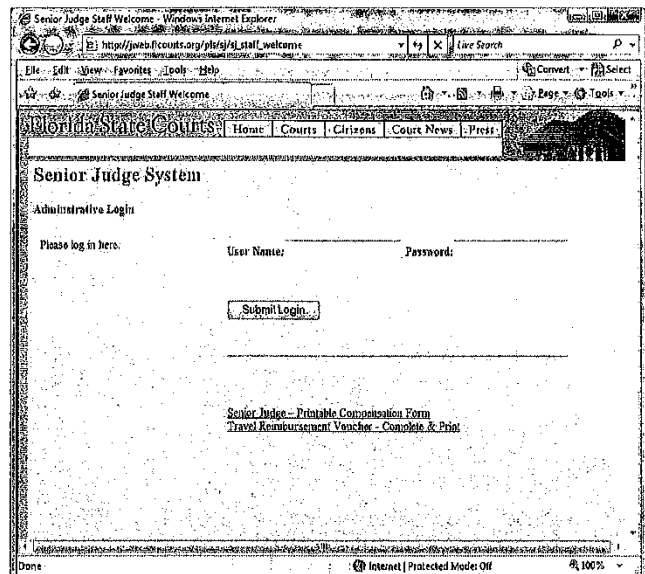 Senior Judge Staff Welcome - Windows Internet Explorer
http://jweb.flcourts.org/pls/sj/sj_staff_welcome
Live Search
File Edit View Favorites Tools Help
Convert Select
Senior Judge Staff Welcome
Page Tools
Florida State Courts Home Courts Citizens Court News Press
Senior Judge System
Adminstrative Login
Please log in here.
User Name: Password:
Submit Login
Senior Judge – Printable Compensation Form
Travel Reimbursement Voucher - Complete & Print
Done Internet | Protected Mode: Off 100%